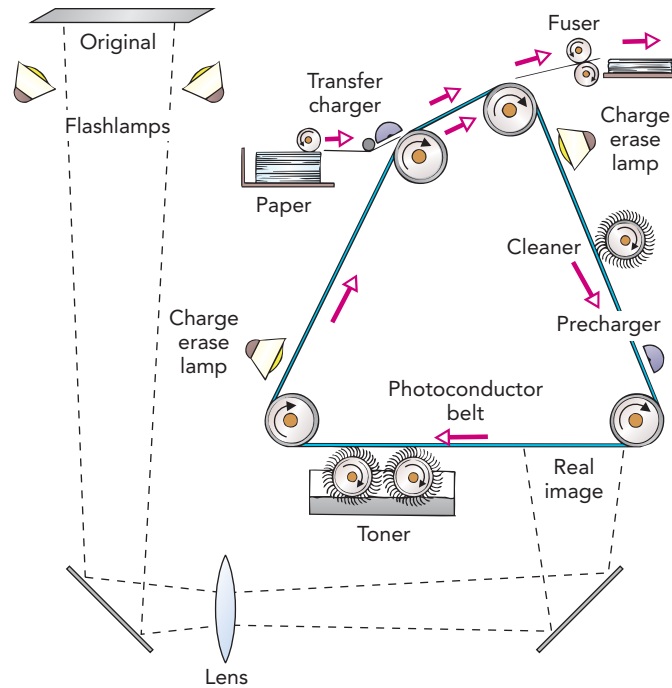 Original
Flashlamps
Transfer
charger
Paper
Fuser
Charge
erase
lamp
Cleaner
Precharger
Charge
erase
lamp
Photoconductor
belt
Real
image
Toner
Lens